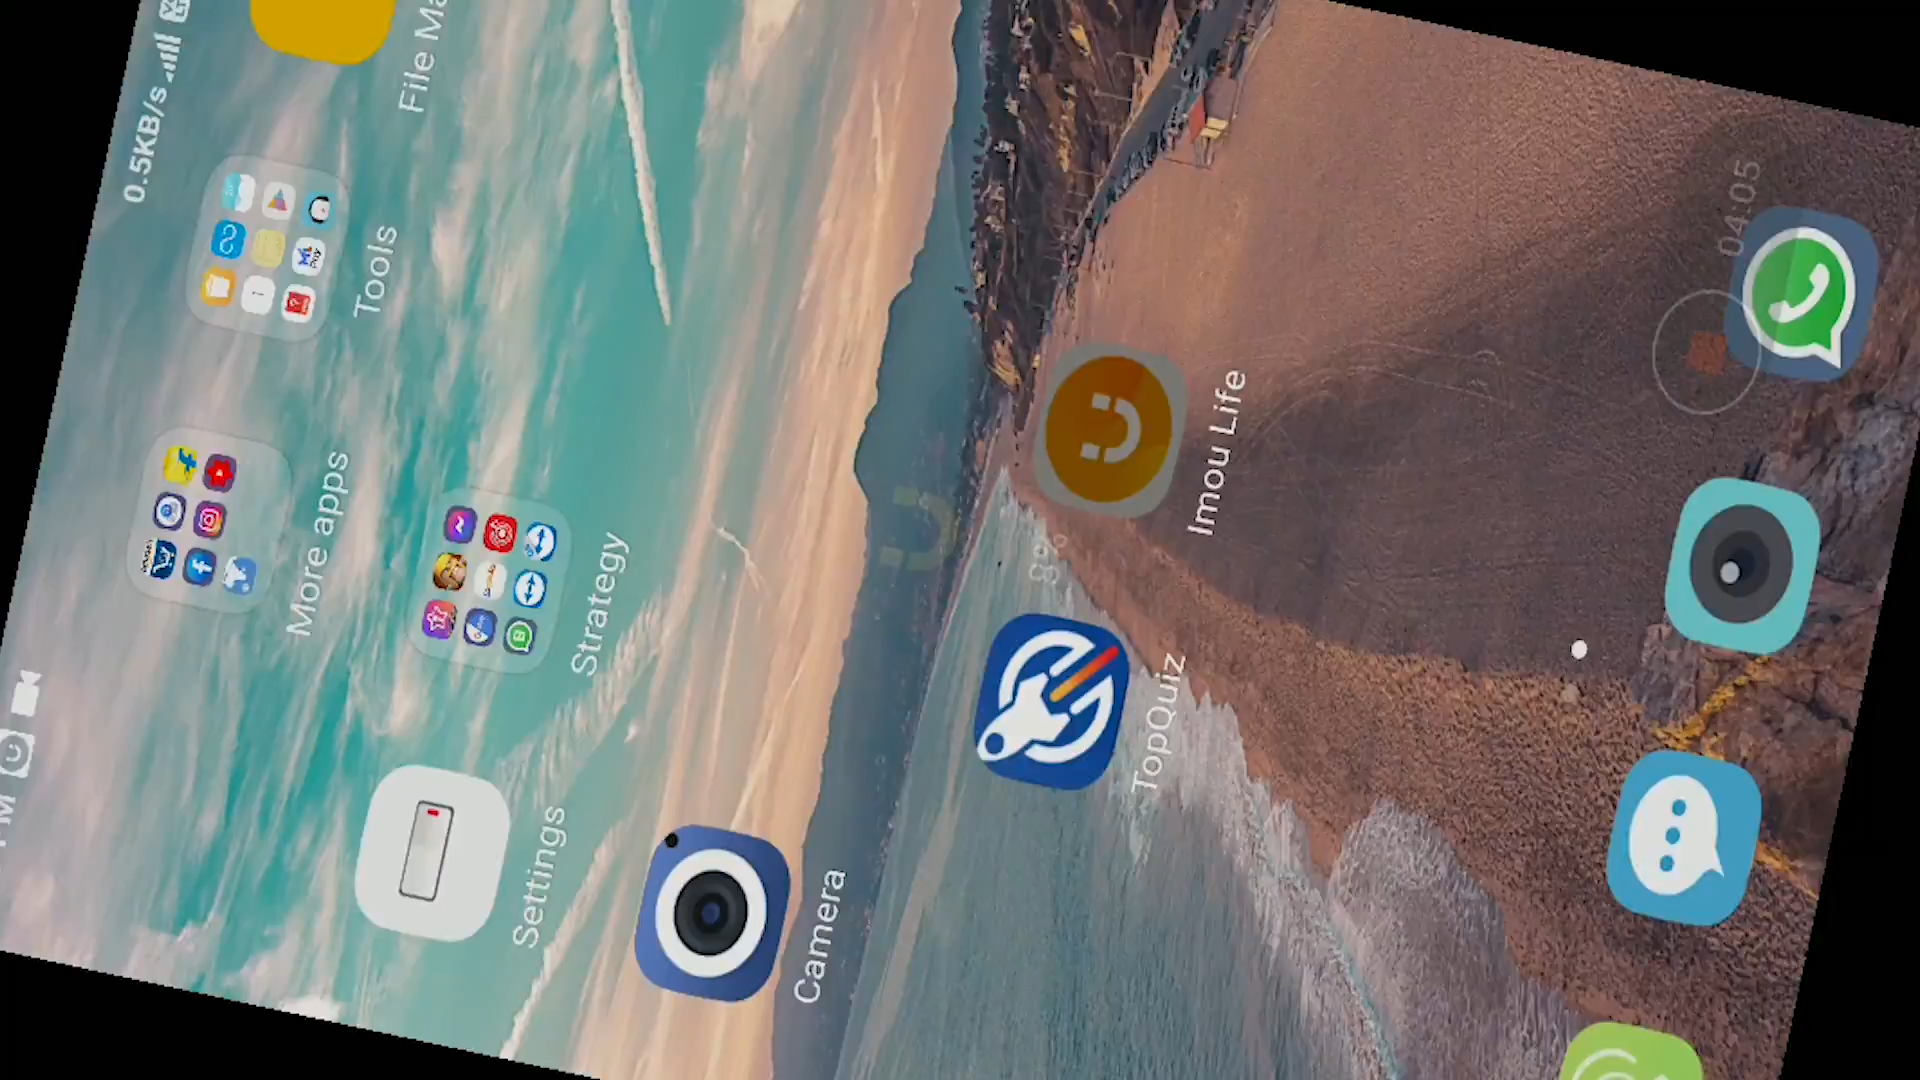 0.5KB/s
File Ma
Tools
More apps
Strategy
Settings
Camera
Imou Life
TopQuiz
04:05